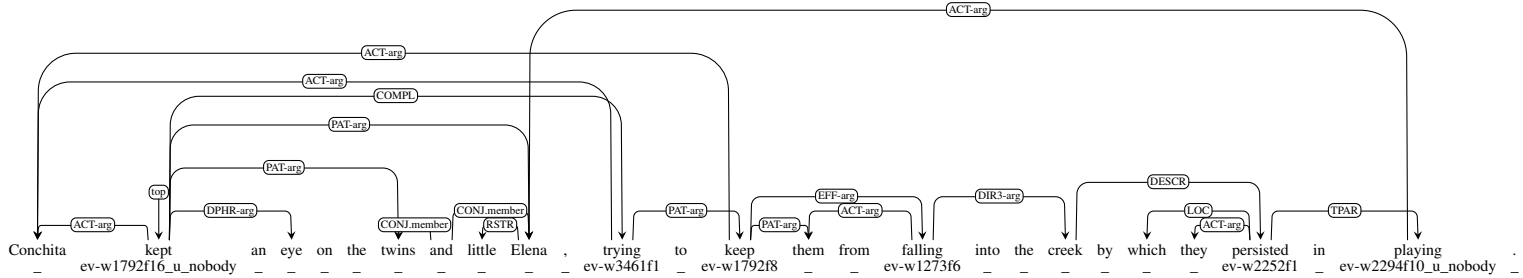 ACT-arg
ACT-arg
ACT-arg
COMPL
PAT-arg
PAT-arg
top
DESCR
EFF-arg
DIR3-arg
ACT-arg DPHR-arg CONJ.member CONJ.member RSTR PAT-arg PAT-arg ACT-arg LOC ACT-arg TPAR
Conchita kept an eye on the twins and little Elena , trying to keep them from falling into the creek by which they persisted in playing .
_ ev-w1792f16_u_nobody _ _ _ _ _ _ _ _ _ ev-w3461f1 _ ev-w1792f8 _ _ ev-w1273f6 _ _ _ _ _ _ ev-w2252f1 _ ev-w2294f10_u_nobody _